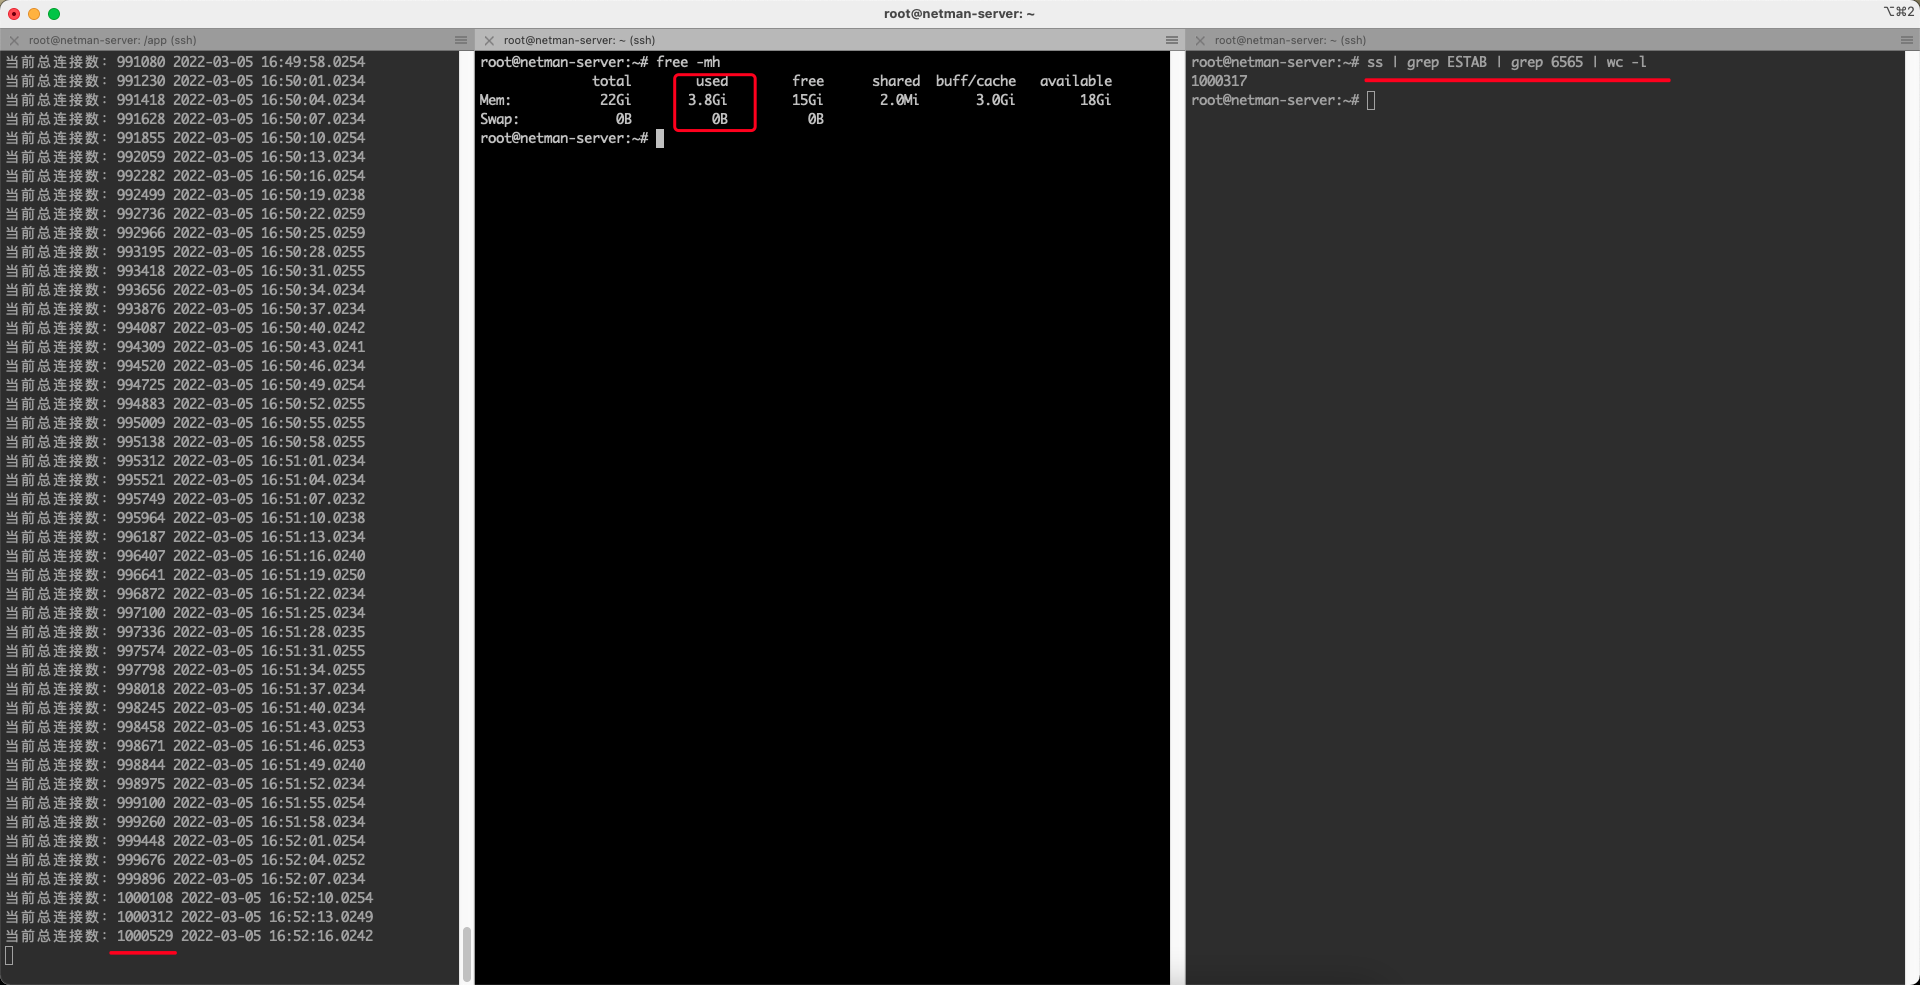 root@netman-server: ~
⌥⌘2
root@netman-server: /app (ssh)
当前总连接数: 991080 2022-03-05 16:49:58.0254
当前总连接数: 991230 2022-03-05 16:50:01.0234
当前总连接数: 991418 2022-03-05 16:50:04.0234
当前总连接数: 991628 2022-03-05 16:50:07.0234
当前总连接数: 991855 2022-03-05 16:50:10.0254
当前总连接数: 992059 2022-03-05 16:50:13.0234
当前总连接数: 992282 2022-03-05 16:50:16.0254
当前总连接数: 992499 2022-03-05 16:50:19.0238
当前总连接数: 992736 2022-03-05 16:50:22.0259
当前总连接数: 992966 2022-03-05 16:50:25.0259
当前总连接数: 993195 2022-03-05 16:50:28.0255
当前总连接数: 993418 2022-03-05 16:50:31.0255
当前总连接数: 993656 2022-03-05 16:50:34.0234
当前总连接数: 993876 2022-03-05 16:50:37.0234
当前总连接数: 994087 2022-03-05 16:50:40.0242
当前总连接数: 994309 2022-03-05 16:50:43.0241
当前总连接数: 994520 2022-03-05 16:50:46.0234
当前总连接数: 994725 2022-03-05 16:50:49.0254
当前总连接数: 994883 2022-03-05 16:50:52.0255
当前总连接数: 995009 2022-03-05 16:50:55.0255
当前总连接数: 995138 2022-03-05 16:50:58.0255
当前总连接数: 995312 2022-03-05 16:51:01.0234
当前总连接数: 995521 2022-03-05 16:51:04.0234
当前总连接数: 995749 2022-03-05 16:51:07.0232
当前总连接数: 995964 2022-03-05 16:51:10.0238
当前总连接数: 996187 2022-03-05 16:51:13.0234
当前总连接数: 996407 2022-03-05 16:51:16.0240
当前总连接数: 996641 2022-03-05 16:51:19.0250
当前总连接数: 996872 2022-03-05 16:51:22.0234
当前总连接数: 997100 2022-03-05 16:51:25.0234
当前总连接数: 997336 2022-03-05 16:51:28.0235
当前总连接数: 997574 2022-03-05 16:51:31.0255
当前总连接数: 997798 2022-03-05 16:51:34.0255
当前总连接数: 998018 2022-03-05 16:51:37.0234
当前总连接数: 998245 2022-03-05 16:51:40.0234
当前总连接数: 998458 2022-03-05 16:51:43.0253
当前总连接数: 998671 2022-03-05 16:51:46.0253
当前总连接数: 998844 2022-03-05 16:51:49.0240
当前总连接数: 998975 2022-03-05 16:51:52.0234
当前总连接数: 999100 2022-03-05 16:51:55.0254
当前总连接数: 999260 2022-03-05 16:51:58.0234
当前总连接数: 999448 2022-03-05 16:52:01.0254
当前总连接数: 999676 2022-03-05 16:52:04.0252
当前总连接数: 999896 2022-03-05 16:52:07.0234
当前总连接数: 1000108 2022-03-05 16:52:10.0254
当前总连接数: 1000312 2022-03-05 16:52:13.0249
当前总连接数: 1000529 2022-03-05 16:52:16.0242
root@netman-server: ~ (ssh)
root@netman-server:~# free -mh
total used free shared buff/cache available
Mem: 22Gi 3.8Gi 15Gi 2.0Mi 3.0Gi 18Gi
Swap: 0B 0B 0B
root@netman-server:~#
root@netman-server: ~ (ssh)
root@netman-server:~# ss | grep ESTAB | grep 6565 | wc -l
1000317
root@netman-server:~#